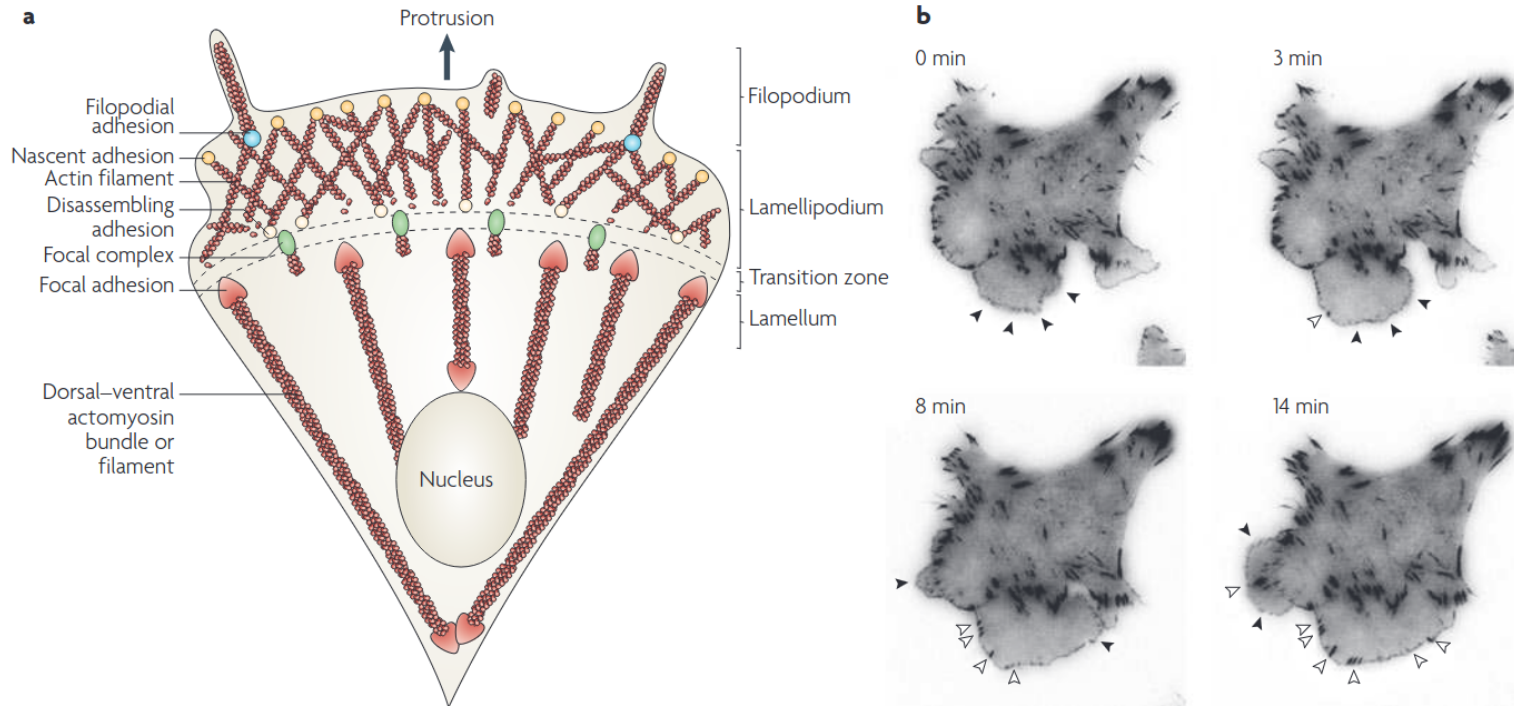 a
Protrusion
Filopodial
adhesion
Nascent adhesion
Actin filament
Disassembling
adhesion
Focal complex
Focal adhesion
Dorsal–ventral
actomyosin
bundle or
filament
Nucleus
Filopodium
Lamellipodium
Transition zone
Lamellum
b
0 min
3 min
8 min
14 min